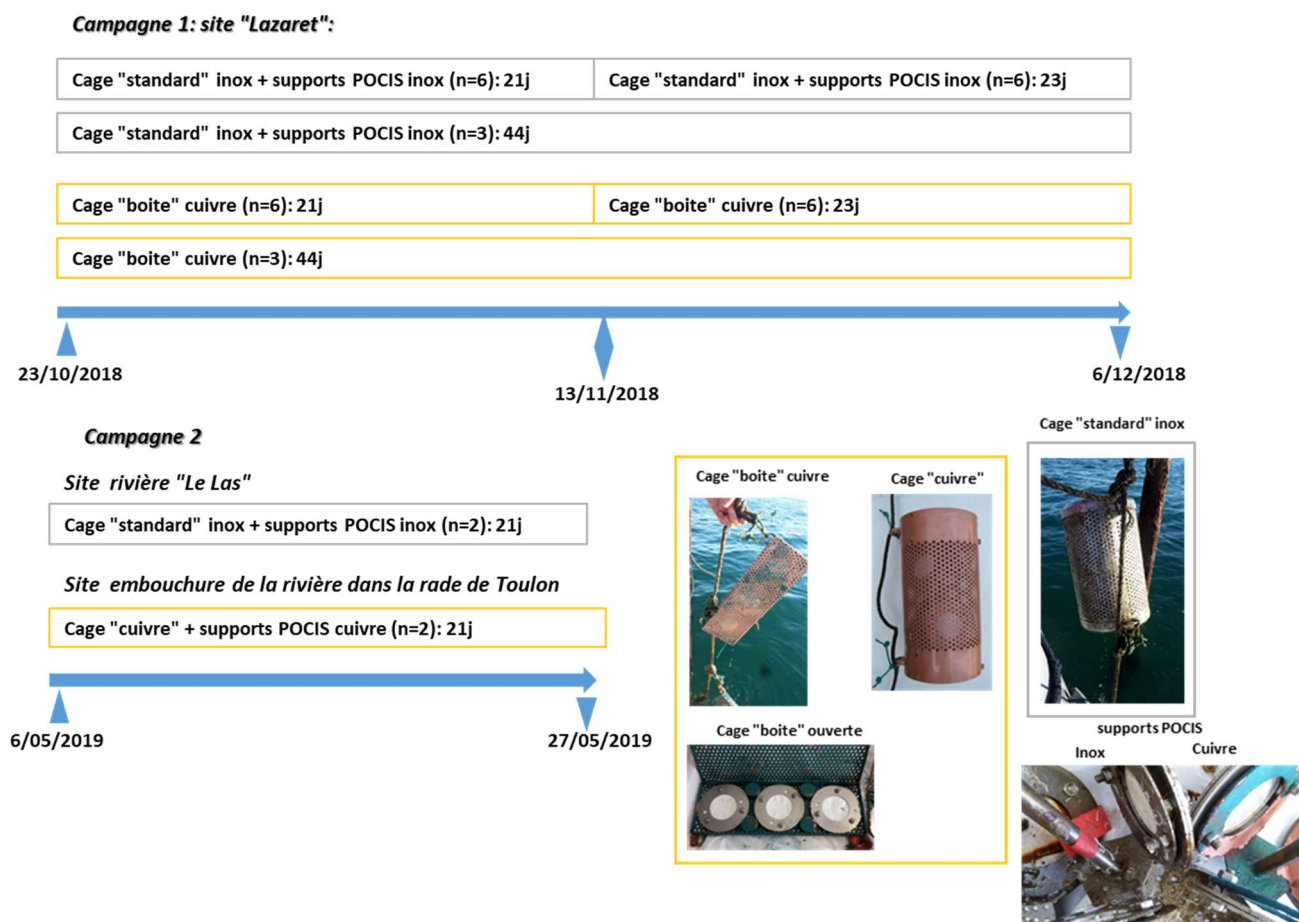 Campagne 1: site "Lazaret":
Cage "standard" inox + supports POCIS inox (n=6): 21j
Cage "standard" inox + supports POCIS inox (n=6): 23j
Cage "standard" inox + supports POCIS inox (n=3): 44j
Cage "boite" cuivre (n=6): 21j
Cage "boite" cuivre (n=6): 23j
Cage "boite" cuivre (n=3): 44j
23/10/2018
13/11/2018
6/12/2018
Campagne 2
Site rivière "Le Las"
Cage "standard" inox + supports POCIS inox (n=2): 21j
Site embouchure de la rivière dans la rade de Toulon
Cage "cuivre" + supports POCIS cuivre (n=2): 21j
6/05/2019
27/05/2019
Cage "boite" cuivre
Cage "cuivre"
Cage "boite" ouverte
Cage "standard" inox
supports POCIS
Inox
Cuivre